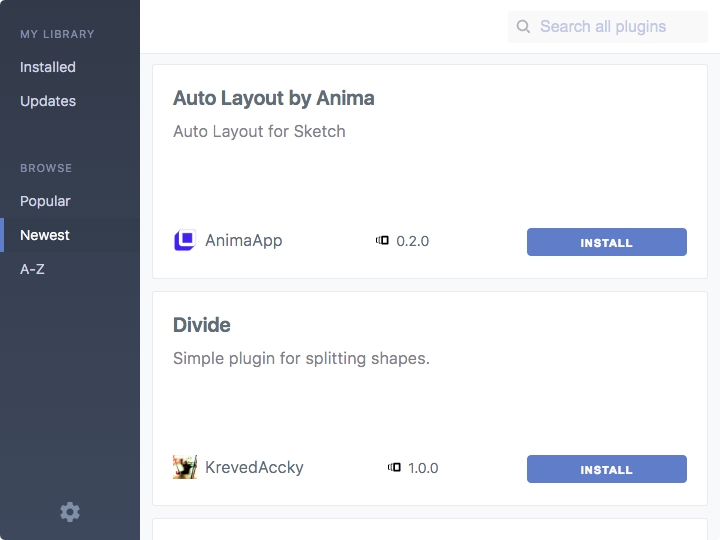 MY LIBRARY
Installed
Updates
BROWSE
Popular
Newest
A-Z
Search all plugins
Auto Layout by Anima
Auto Layout for Sketch
AnimaApp
0.2.0
INSTALL
Divide
Simple plugin for splitting shapes.
KrevedAccky
1.0.0
INSTALL